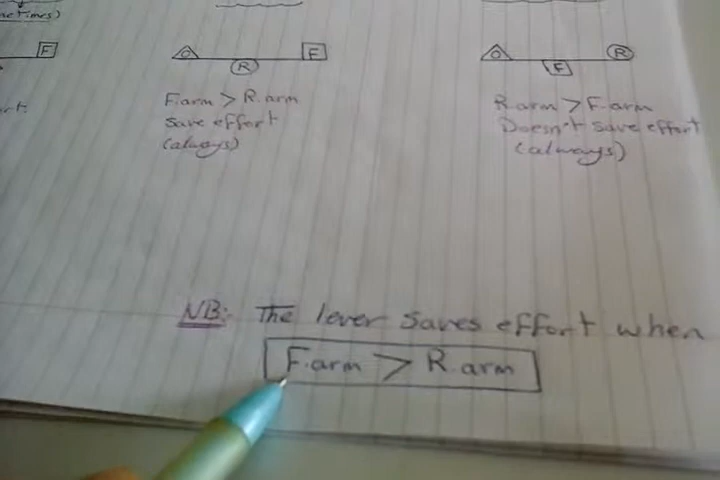 F
O R F
O F R
F.arm > R.arm
save effort
(always)
R.arm > F.arm
Doesn't save effort
(always)
NB:- The lever saves effort when
F.arm > R.arm